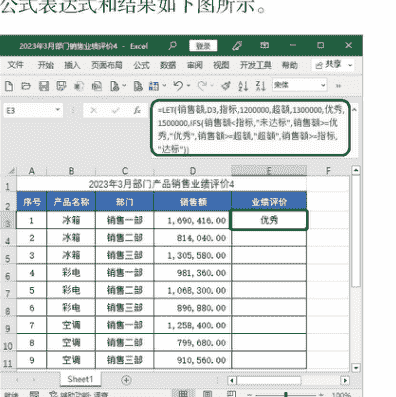 公式表达式和结果如下图所示。
2023年3月部门销售业绩评价4 - Excel
登录
文件 开始 插入 页面布局 公式 数据 审阅 视图 开发工具 帮助 共享
宋体
E3
=LET(销售额,D3,指标,1200000,超额,1300000,优秀,
1500000,IFS(销售额<指标,"未达标",销售额>=优
秀,"优秀",销售额>=超额,"超额",销售额>=指标,
"达标"))
A B C D E F
1 2023年3月部门产品销售业绩评价4
2 序号 产品名称 部门 销售额 业绩评价
3 1 冰箱 销售一部 1,690,416.00 优秀
4 2 冰箱 销售二部 814,040.00
5 3 冰箱 销售三部 1,305,580.00
6 4 彩电 销售一部 981,360.00
7 5 彩电 销售二部 1,068,300.00
8 6 彩电 销售三部 896,880.00
9 7 空调 销售一部 1,258,400.00
10 8 空调 销售二部 799,680.00
11 9 空调 销售三部 910,560.00
Sheet1
就绪 辅助功能: 调查 100%